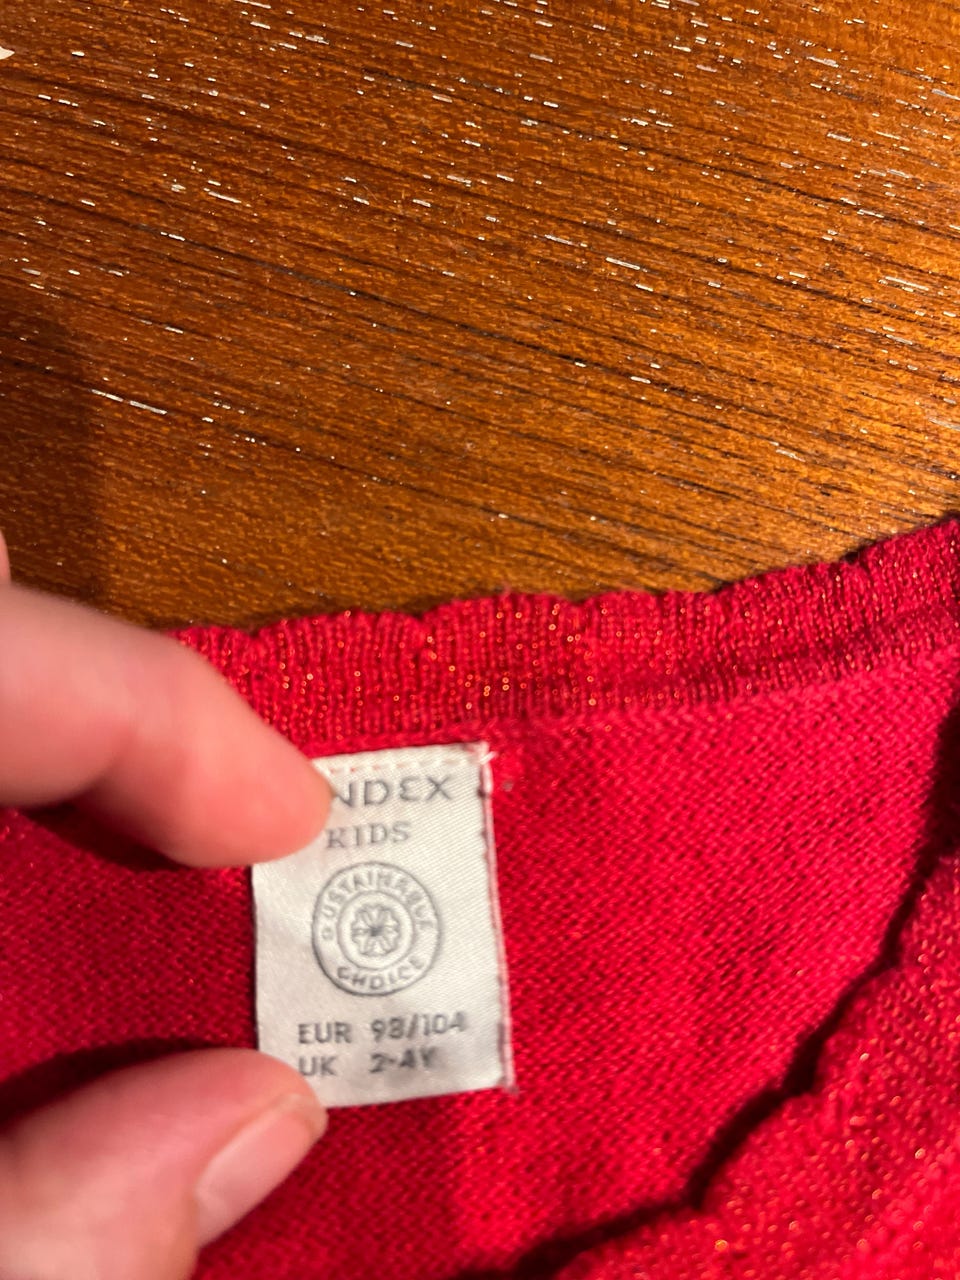 NDEX
KIDS
SUSTAINABLE
CHOICE
EUR 98/104
UK 2-4Y